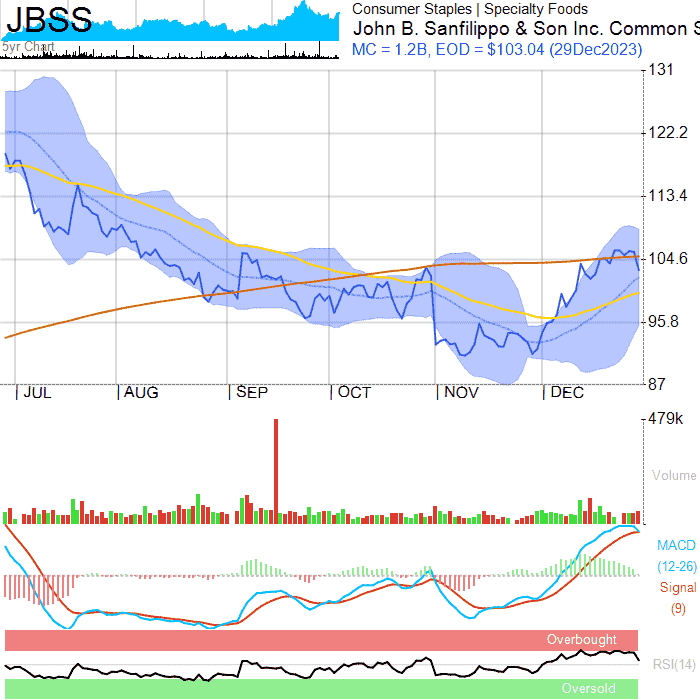 JBSS
5yr Chart
Consumer Staples | Specialty Foods
John B. Sanfilippo & Son Inc. Common S
MC = 1.2B, EOD = $103.04 (29Dec2023)
131
122.2
113.4
104.6
95.8
87
JUL AUG SEP OCT NOV DEC
479k
Volume
MACD
(12-26)
Signal
(9)
Overbought
RSI(14)
Oversold